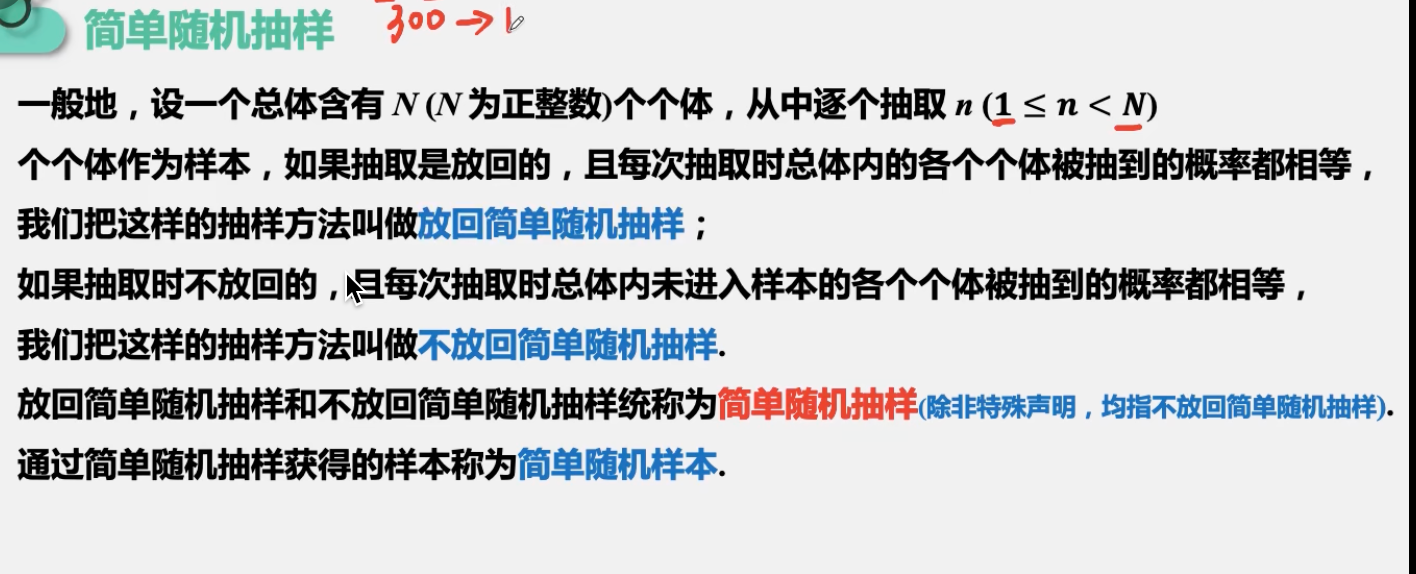 简单随机抽样 300 →
一般地，设一个总体含有 N (N 为正整数)个个体，从中逐个抽取 n (1 ≤ n < N)
个个体作为样本，如果抽取是放回的，且每次抽取时总体内的各个个体被抽到的概率都相等，
我们把这样的抽样方法叫做放回简单随机抽样；
如果抽取时不放回的，且每次抽取时总体内未进入样本的各个个体被抽到的概率都相等，
我们把这样的抽样方法叫做不放回简单随机抽样.
放回简单随机抽样和不放回简单随机抽样统称为简单随机抽样(除非特殊声明，均指不放回简单随机抽样).
通过简单随机抽样获得的样本称为简单随机样本.